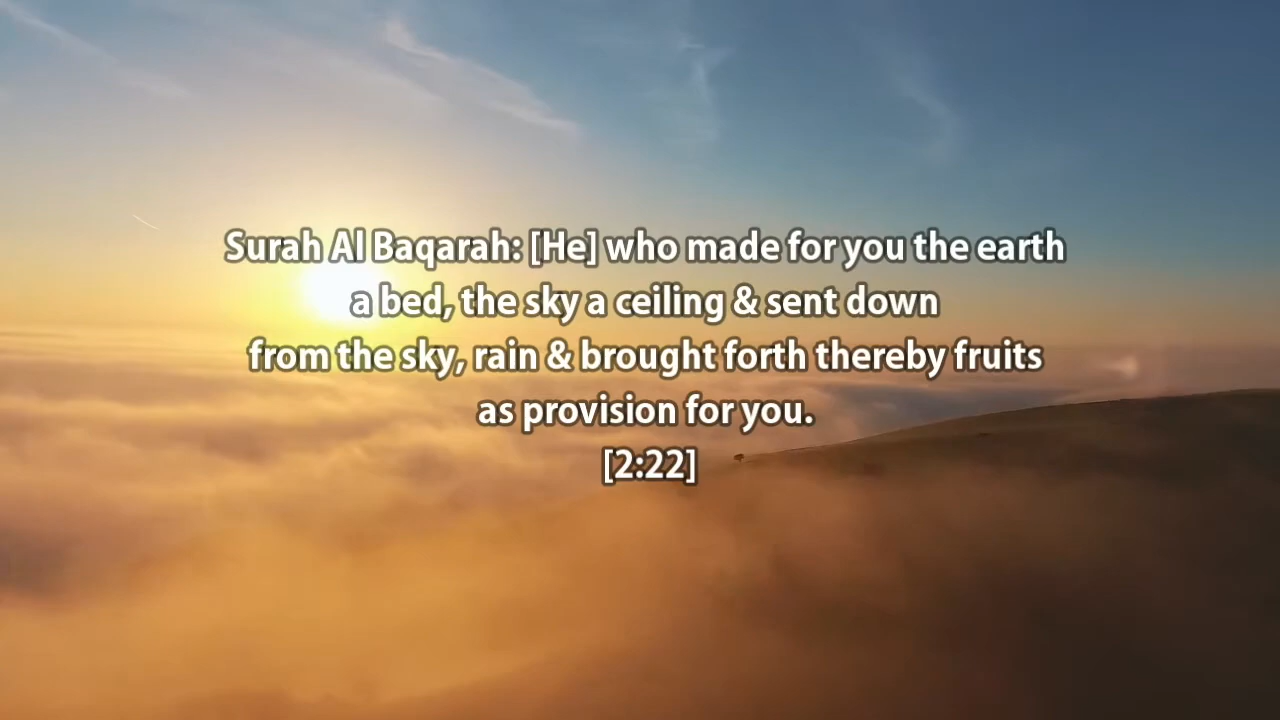 Surah Al Baqarah: [He] who made for you the earth
a bed, the sky a ceiling & sent down
from the sky, rain & brought forth thereby fruits
as provision for you.
[2:22]